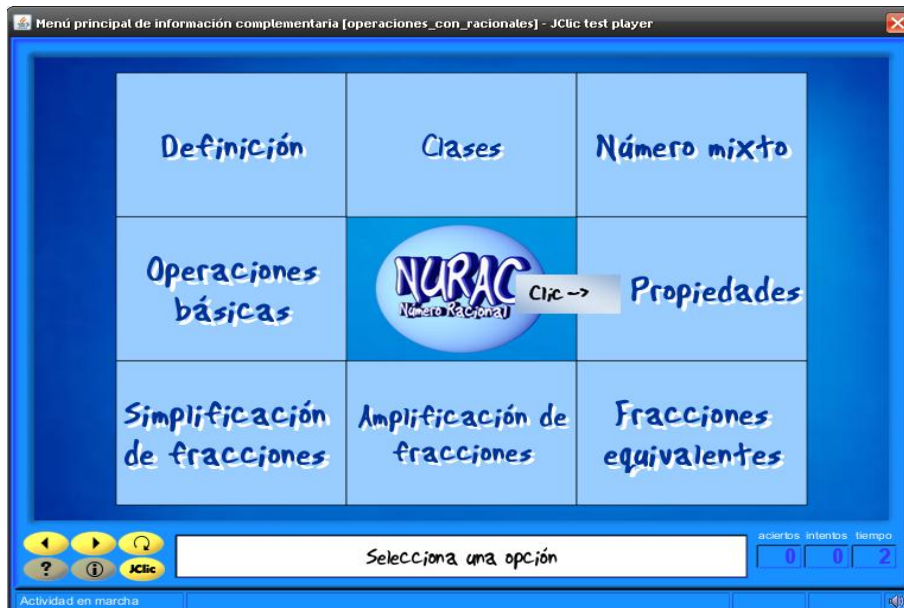 Menú principal de información complementaria [operaciones_con_racionales] - JClic test player
Definición
Clases
Número mixto
Operaciones
básicas
NURAC
Número Racional
Clic -->
Propiedades
Simplificación
de fracciones
Amplificación de
fracciones
Fracciones
equivalentes
? i JClic
Selecciona una opción
aciertos intentos tiempo
0 0 2
Actividad en marcha